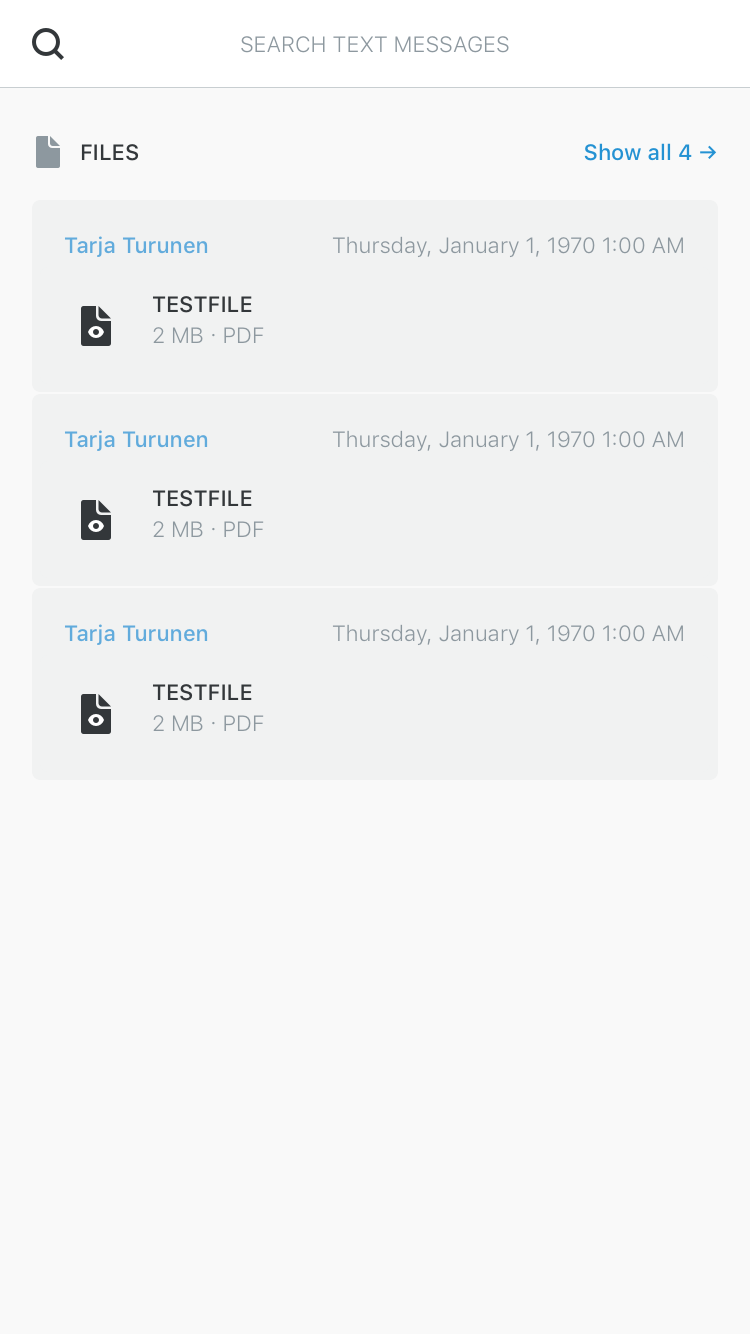 SEARCH TEXT MESSAGES
FILES Show all 4 →
Tarja Turunen Thursday, January 1, 1970 1:00 AM
TESTFILE
2 MB · PDF
Tarja Turunen Thursday, January 1, 1970 1:00 AM
TESTFILE
2 MB · PDF
Tarja Turunen Thursday, January 1, 1970 1:00 AM
TESTFILE
2 MB · PDF